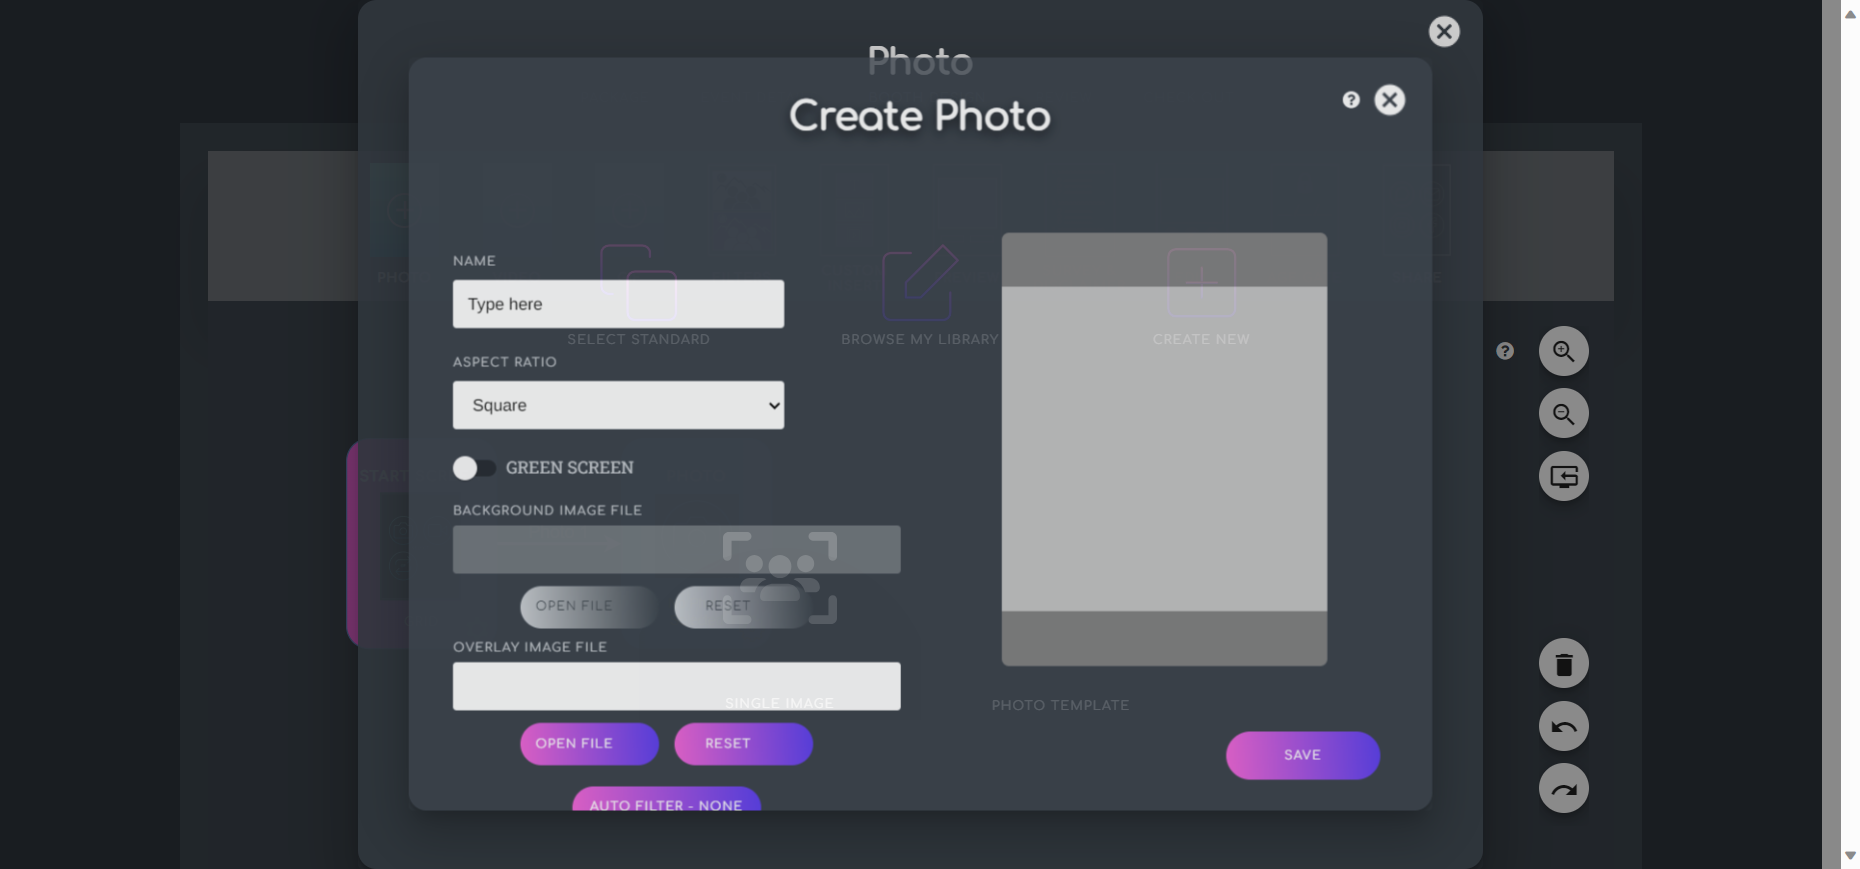 Photo
Create Photo
NAME
Type here
SELECT STANDARD
BROWSE MY LIBRARY
CREATE NEW
ASPECT RATIO
Square
GREEN SCREEN
BACKGROUND IMAGE FILE
OPEN FILE
RESET
OVERLAY IMAGE FILE
SINGLE IMAGE
PHOTO TEMPLATE
OPEN FILE
RESET
SAVE
AUTO FILTER - NONE